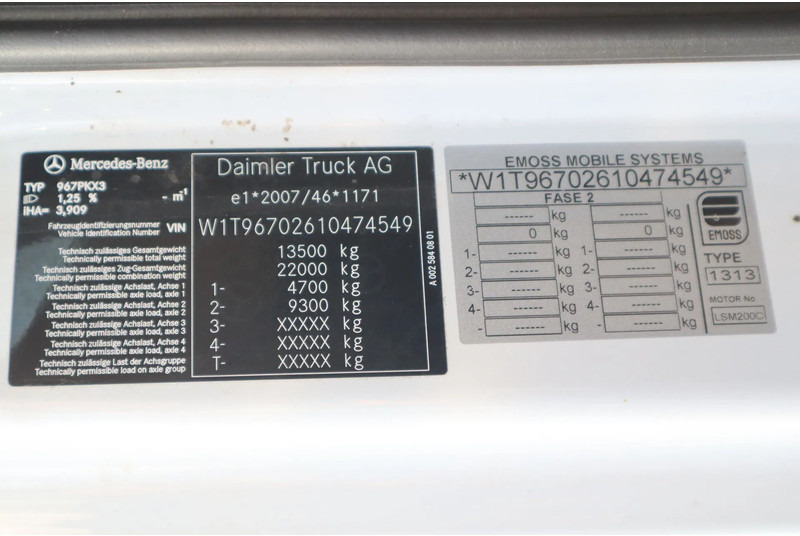 Mercedes-Benz
TYP 967PKX3
1,25 % - m⁻¹
iHA= 3,909
Fahrzeugidentifizierungsnummer
Vehicle Identification Number VIN
Technisch zulässiges Gesamtgewicht
Technically permissible total weight
Technisch zulässiges Zug-Gesamtgewicht
Technically permissible combination weight
Technisch zulässige Achslast, Achse 1
Technically permissible axle load, axle 1
Technisch zulässige Achslast, Achse 2
Technically permissible axle load, axle 2
Technisch zulässige Achslast, Achse 3
Technically permissible axle load, axle 3
Technisch zulässige Achslast, Achse 4
Technically permissible axle load, axle 4
Technisch zulässige Last der Achsgruppe
Technically permissible load on axle group
Daimler Truck AG
e1*2007/46*1171
W1T96702610474549
13500 kg
22000 kg
1- 4700 kg
2- 9300 kg
3- XXXXX kg
4- XXXXX kg
T- XXXXX kg
A 002 584 08 01
EMOSS MOBILE SYSTEMS
*W1T96702610474549*
FASE 2
------ kg ------ kg
0 kg 0 kg
1- ------ kg 1- ------ kg
2- ------ kg 2- ------ kg
3- ------ kg 3- ------ kg
4- ------ kg 4- ------ kg
- ------ kg - ------ kg
EMOSS
TYPE
1313
MOTOR No
LSM200C